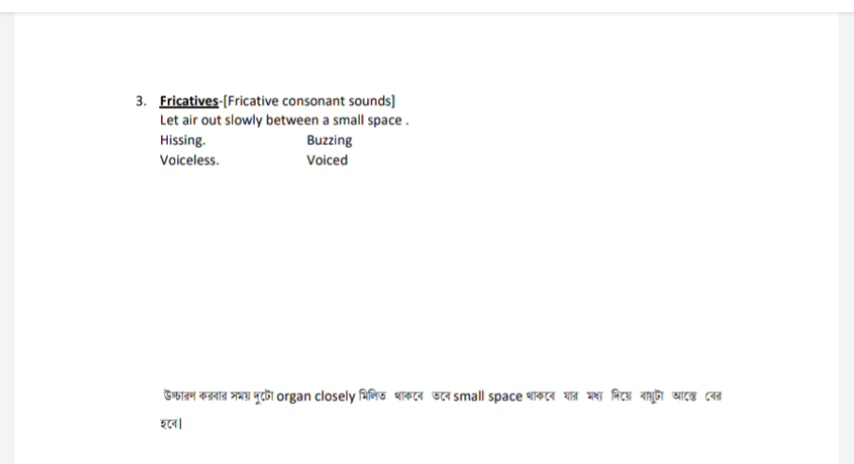 3. Fricatives-[Fricative consonant sounds]
Let air out slowly between a small space .
Hissing. Buzzing
Voiceless. Voiced
উচ্চারণ করবার সময় দুটো organ closely মিলিত থাকবে তবে small space থাকবে যার মধ্য দিয়ে বায়ুটা আস্তে বের
হবে|